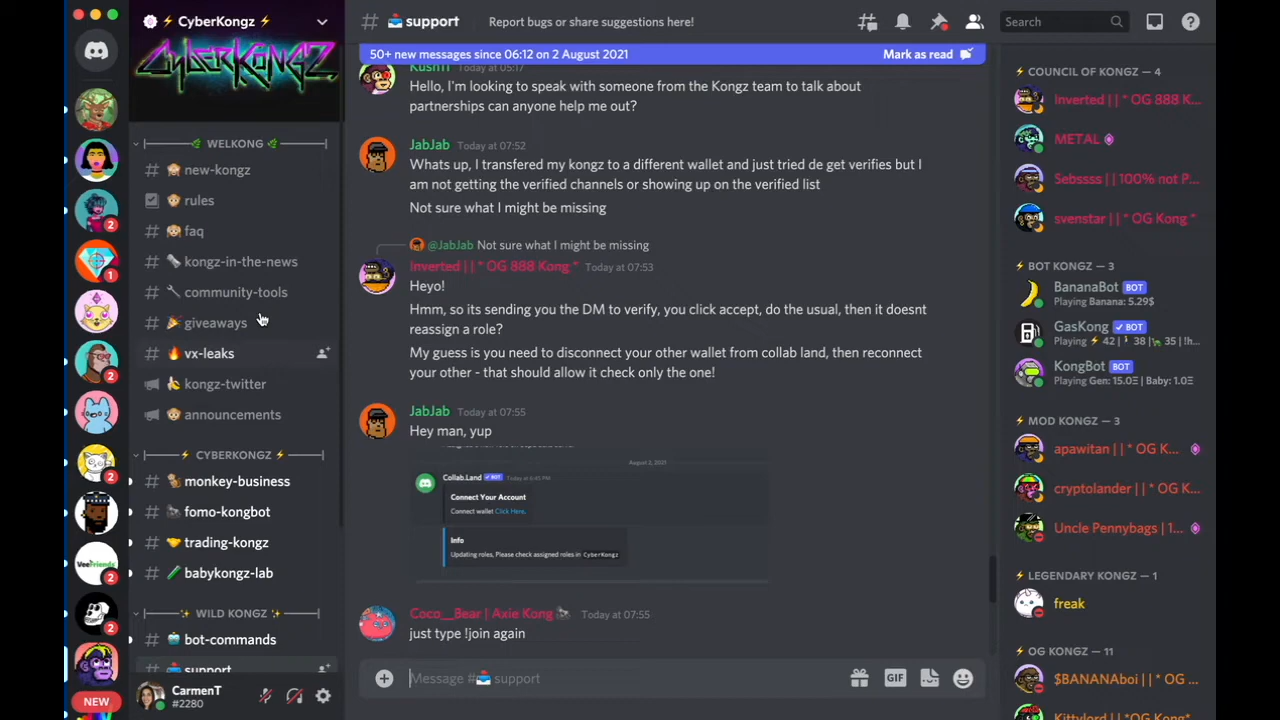 ⚡ CyberKongz ⚡
CYBERKONGZ
|———🌿 WELKONG 🌿———|
# 🙊 new-kongz
🐵 rules
# 🐵 faq
# 🗞 kongz-in-the-news
# 🔧 community-tools
# 🎉 giveaways
# 🔥 vx-leaks
🍌 kongz-twitter
🐵 announcements
|——⚡ CYBERKONGZ ⚡——|
# 🐒 monkey-business
# 🦍 fomo-kongbot
# 🤝 trading-kongz
# 🧪 babykongz-lab
|——✨ WILD KONGZ ✨——|
# 🤖 bot-commands
# 📥 support
CarmenT
#2280
VeeFriends
2
1
2
2
2
2
NEW
# 📥 support
Report bugs or share suggestions here!
Search
50+ new messages since 06:12 on 2 August 2021
Mark as read
Today at 05:17
Hello, I'm looking to speak with someone from the Kongz team to talk about
partnerships can anyone help me out?
JabJab Today at 07:52
Whats up, I transfered my kongz to a different wallet and just tried de get verifies but I
am not getting the verified channels or showing up on the verified list
Not sure what I might be missing
@JabJab Not sure what I might be missing
Inverted | | * OG 888 Kong * Today at 07:53
Heyo!
Hmm, so its sending you the DM to verify, you click accept, do the usual, then it doesnt
reassign a role?
My guess is you need to disconnect your other wallet from collab land, then reconnect
your other - that should allow it check only the one!
JabJab Today at 07:55
Hey man, yup
August 2, 2021
Collab.Land ✓ BOT Today at 6:45 PM
Connect Your Account
Connect wallet Click Here.
Info
Updating roles, Please check assigned roles in CyberKongz
Coco__Bear | Axie Kong 🦍 Today at 07:55
just type !join again
Message #📥 support
GIF
⚡ COUNCIL OF KONGZ — 4
Inverted | | * OG 888 K...
METAL
Sebssss | | 100% not P...
svenstar | | * OG Kong *
⚡ BOT KONGZ — 3
BananaBot BOT
Playing Banana: 5.29$
GasKong ✓ BOT
Playing ⚡ 42 | 🚶 38 | 🐢 35 | !h...
KongBot BOT
Playing Gen: 15.0Ξ | Baby: 1.0Ξ
⚡ MOD KONGZ — 3
apawitan | | * OG K...
cryptolander | | * OG K...
Uncle Pennybags | 1...
⚡ LEGENDARY KONGZ — 1
freak
⚡ OG KONGZ — 11
$BANANAboi | | * OG ...
Kittylord | | * OG Kong...